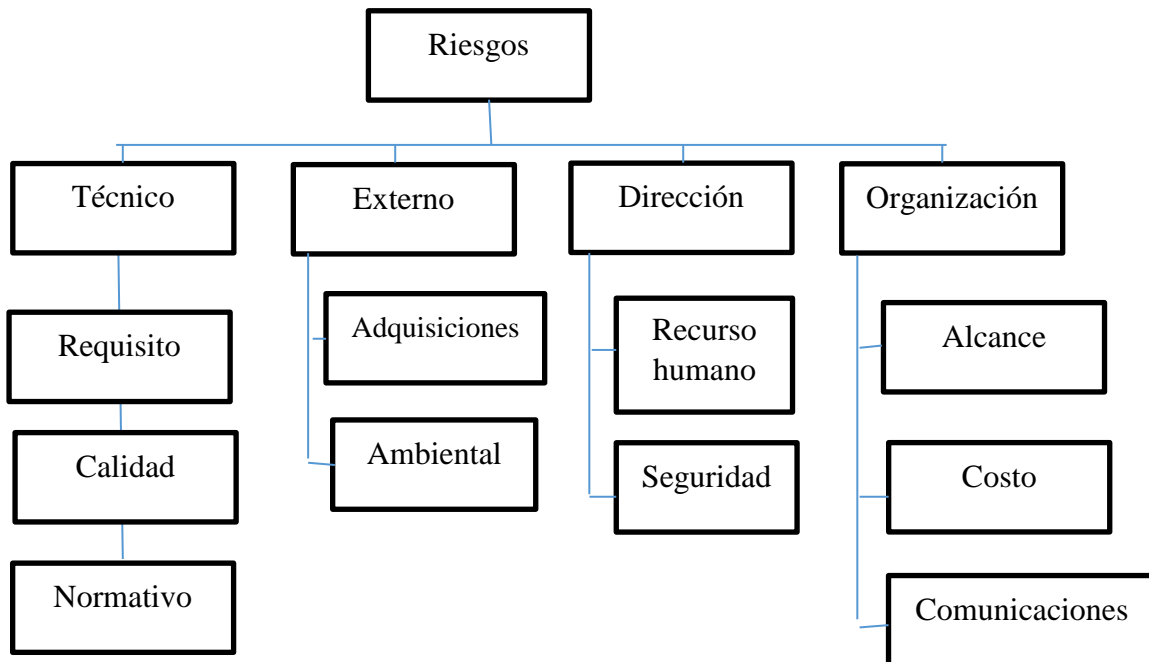 Riesgos
Técnico
Externo
Dirección
Organización
Requisito
Adquisiciones
Recurso
humano
Alcance
Calidad
Ambiental
Seguridad
Costo
Normativo
Comunicaciones